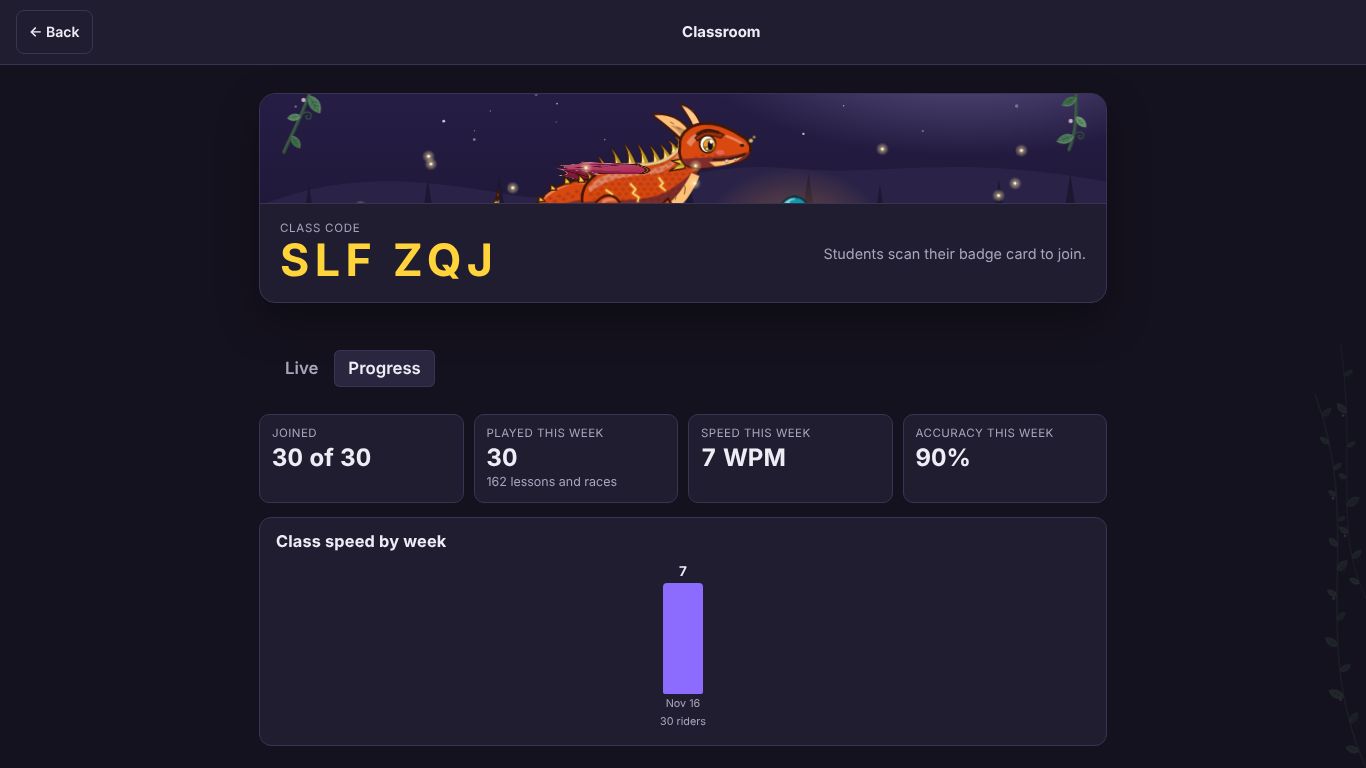 ← Back
Classroom
CLASS CODE
SLF ZQJ
Students scan their badge card to join.
Live
Progress
JOINED
30 of 30
PLAYED THIS WEEK
30
162 lessons and races
SPEED THIS WEEK
7 WPM
ACCURACY THIS WEEK
90%
Class speed by week
7
Nov 16
30 riders